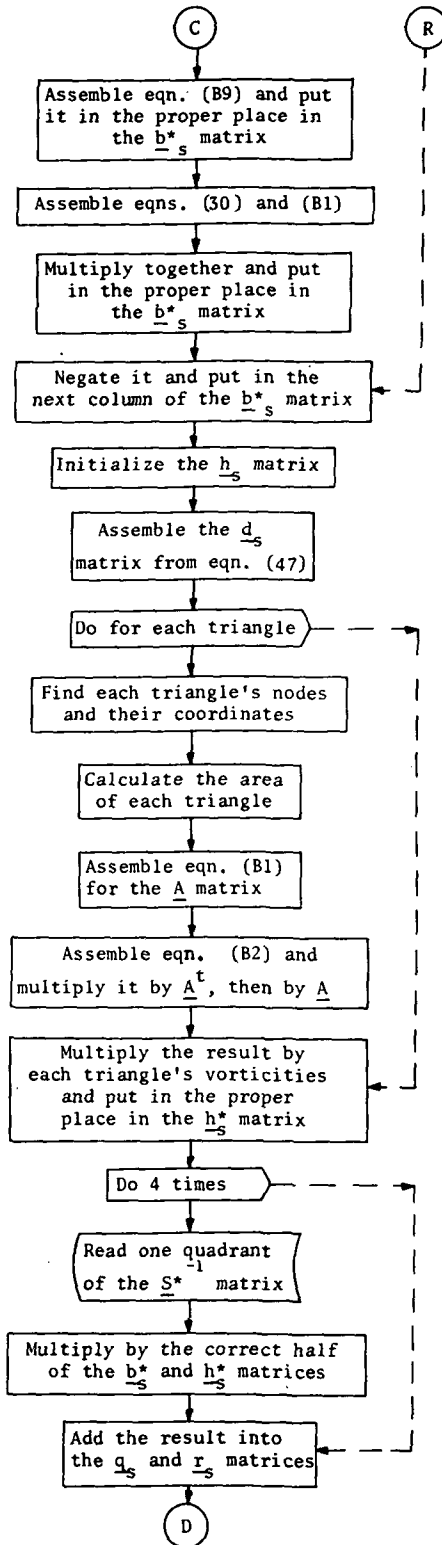 C R
Assemble eqn. (B9) and put
it in the proper place in
the b*s matrix
Assemble eqns. (30) and (B1)
Multiply together and put
in the proper place in
the b*s matrix
Negate it and put in the
next column of the b*s matrix
Initialize the hs matrix
Assemble the ds
matrix from eqn. (47)
Do for each triangle
Find each triangle's nodes
and their coordinates
Calculate the area
of each triangle
Assemble eqn. (B1)
for the A matrix
Assemble eqn. (B2) and
multiply it by A^t, then by A
Multiply the result by
each triangle's vorticities
and put in the proper
place in the h*s matrix
Do 4 times
Read one quadrant
of the S*^-1 matrix
Multiply by the correct half
of the b*s and h*s matrices
Add the result into
the qs and rs matrices
D